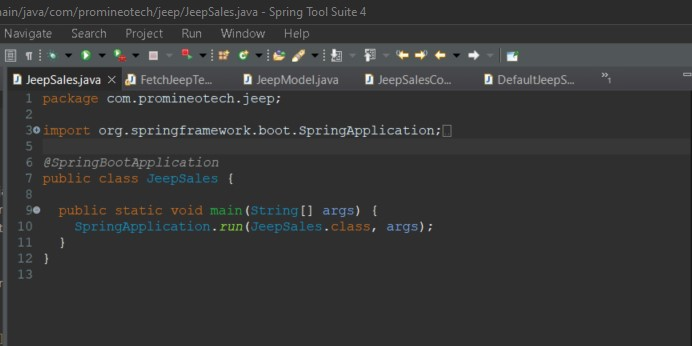 ain/java/com/promineotech/jeep/JeepSales.java - Spring Tool Suite 4
Navigate Search Project Run Window Help
JeepSales.java FetchJeepTe... JeepModel.java JeepSalesCo... DefaultJeepS... »1
1 package com.promineotech.jeep;
2
3 import org.springframework.boot.SpringApplication;
5
6 @SpringBootApplication
7 public class JeepSales {
8
9 public static void main(String[] args) {
10 SpringApplication.run(JeepSales.class, args);
11 }
12 }
13